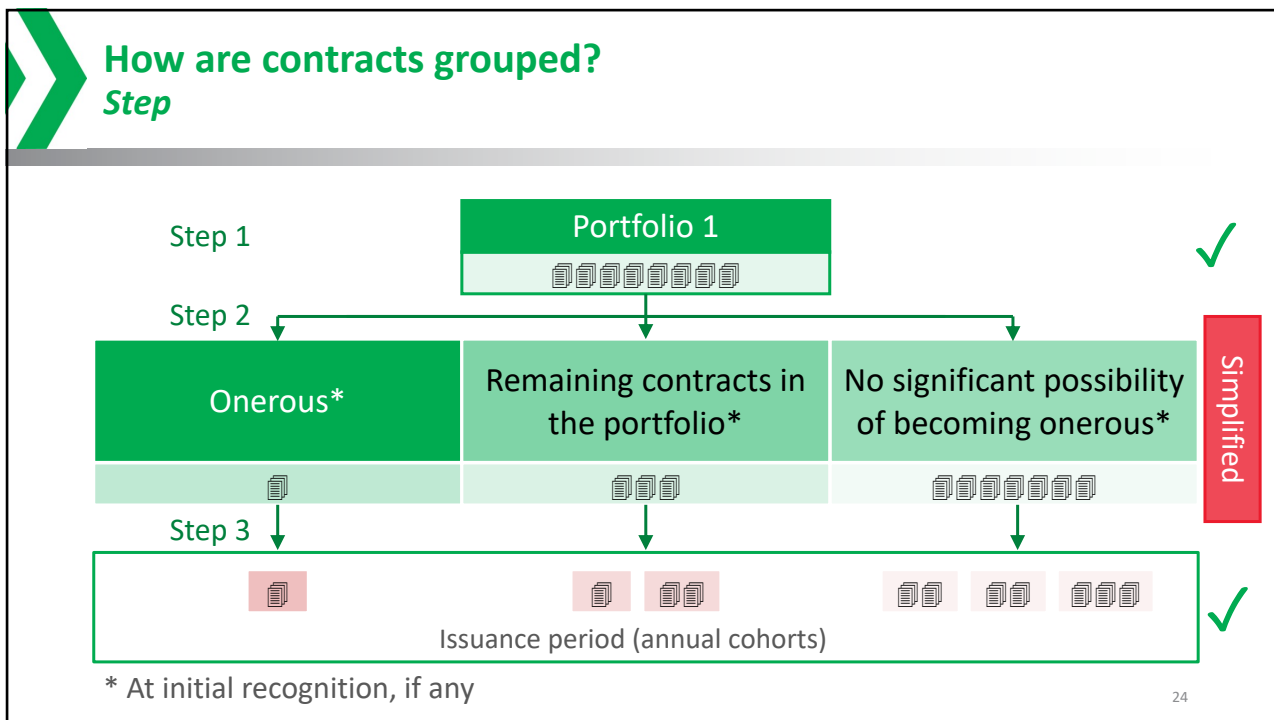 How are contracts grouped?
Step
Step 1
Portfolio 1
Step 2
Onerous*
Remaining contracts in
the portfolio*
No significant possibility
of becoming onerous*
Simplified
Step 3
Issuance period (annual cohorts)
* At initial recognition, if any
24